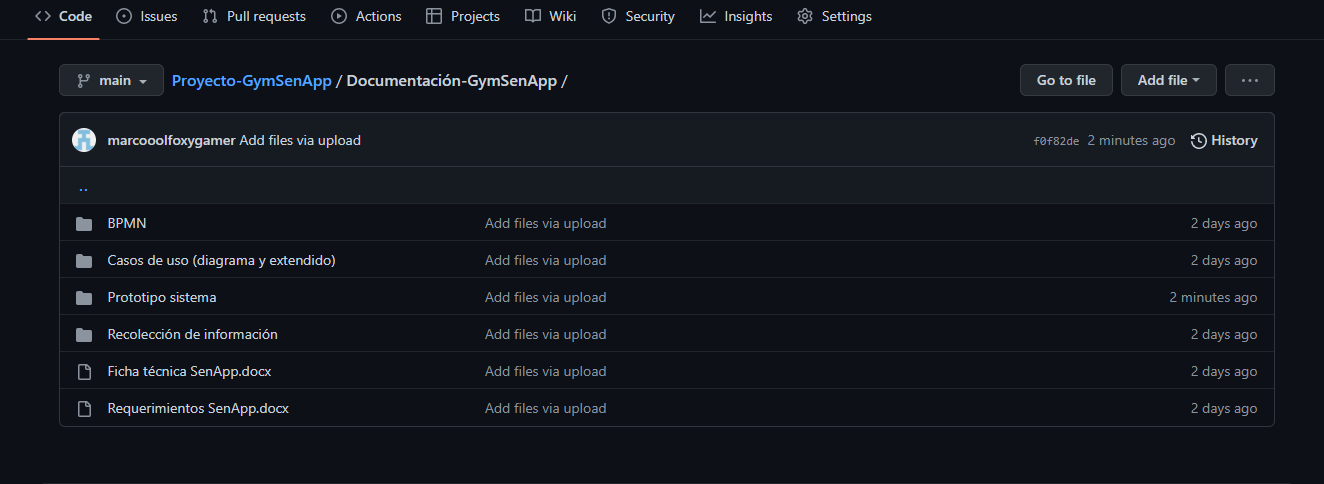 Code Issues Pull requests Actions Projects Wiki Security Insights Settings
main Proyecto-GymSenApp / Documentación-GymSenApp / Go to file Add file ...
marcooolfoxygamer Add files via upload f0f82de 2 minutes ago History
..
BPMN Add files via upload 2 days ago
Casos de uso (diagrama y extendido) Add files via upload 2 days ago
Prototipo sistema Add files via upload 2 minutes ago
Recolección de información Add files via upload 2 days ago
Ficha técnica SenApp.docx Add files via upload 2 days ago
Requerimientos SenApp.docx Add files via upload 2 days ago